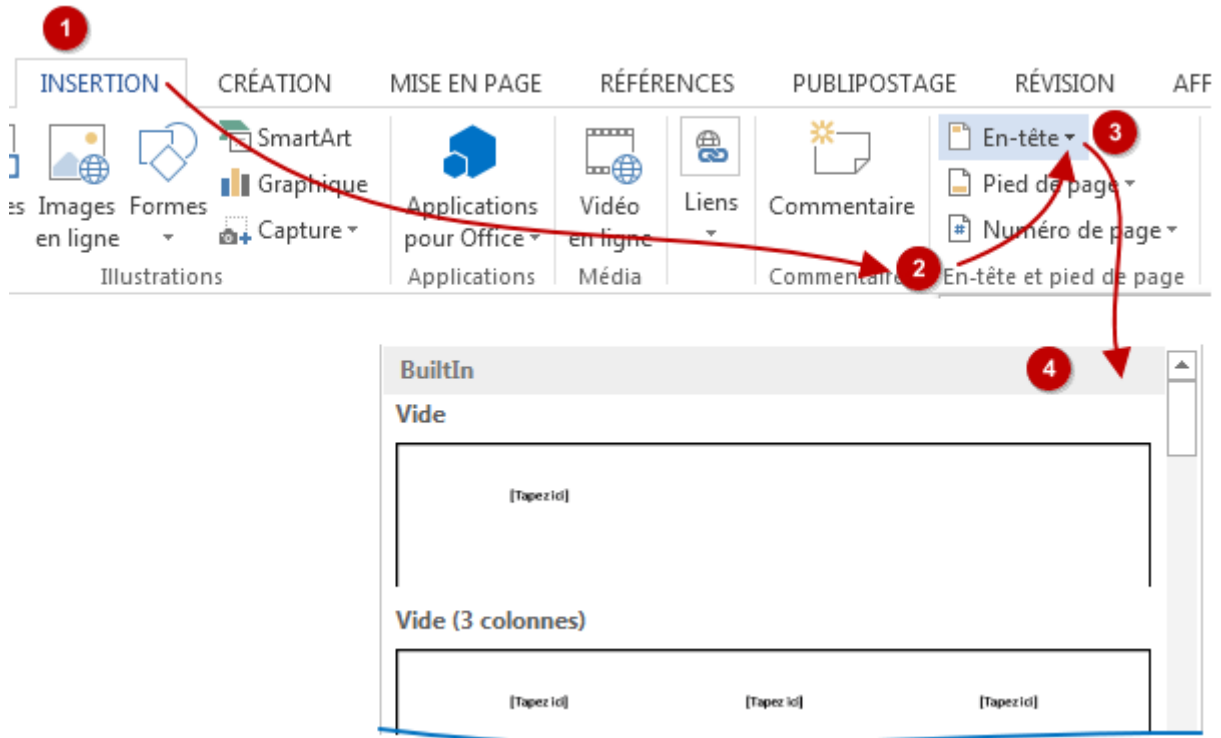 1
INSERTION CRÉATION MISE EN PAGE RÉFÉRENCES PUBLIPOSTAGE RÉVISION AFF
SmartArt En-tête 3
Graphique Pied de page
es Images Formes Applications Vidéo Liens Commentaire
en ligne Capture pour Office en ligne Numéro de page
2
Illustrations Applications Média Commentaires En-tête et pied de page
BuiltIn 4
Vide
[Tapez ici]
Vide (3 colonnes)
[Tapez ici] [Tapez ici] [Tapez ici]